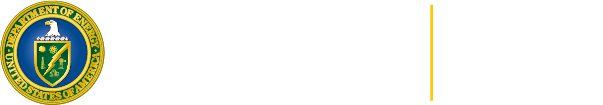 DEPARTMENT OF ENERGY
UNITED STATES OF AMERICA